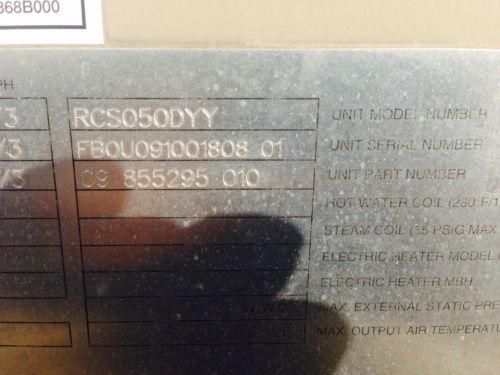 868B000
PH
/3 RCS050DYY UNIT MODEL NUMBER
/3 FB0U091001808 01 UNIT SERIAL NUMBER
/3 C9 855295 010 UNIT PART NUMBER
HOT WATER COIL (280°F/1
STEAM COIL (35 PSIG MAX
ELECTRIC HEATER MODEL
ELECTRIC HEATER MBH
MAX. EXTERNAL STATIC PRE
MAX. OUTPUT AIR TEMPERATU